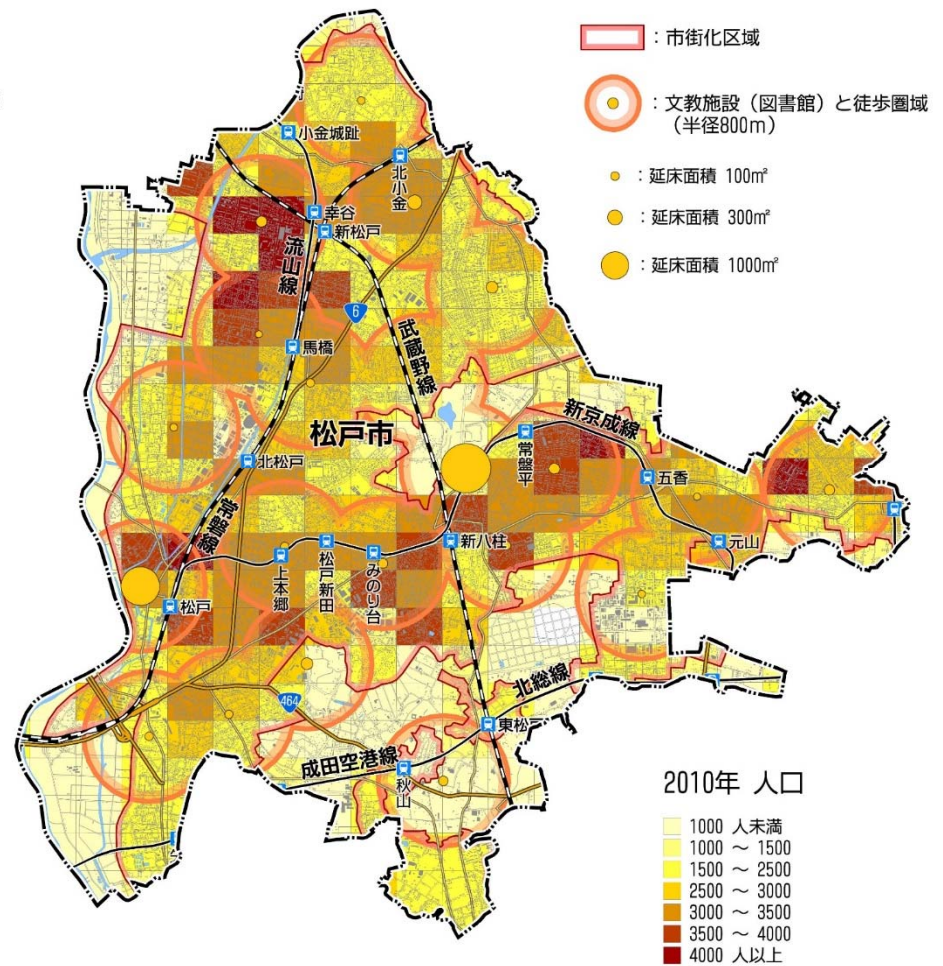 ：市街化区域
：文教施設（図書館）と徒歩圏域
（半径800m）
：延床面積 100㎡
：延床面積 300㎡
：延床面積 1000㎡
小金城趾
北小金
幸谷
新松戸
流山線
6
武蔵野線
馬橋
松戸市
新京成線
常盤平
北松戸
五香
常磐線
新八柱
元山
上本郷
松戸新田
みのり台
松戸
464
北総線
東松戸
成田空港線
秋山
2010年 人口
1000 人未満
1000 ～ 1500
1500 ～ 2500
2500 ～ 3000
3000 ～ 3500
3500 ～ 4000
4000 人以上